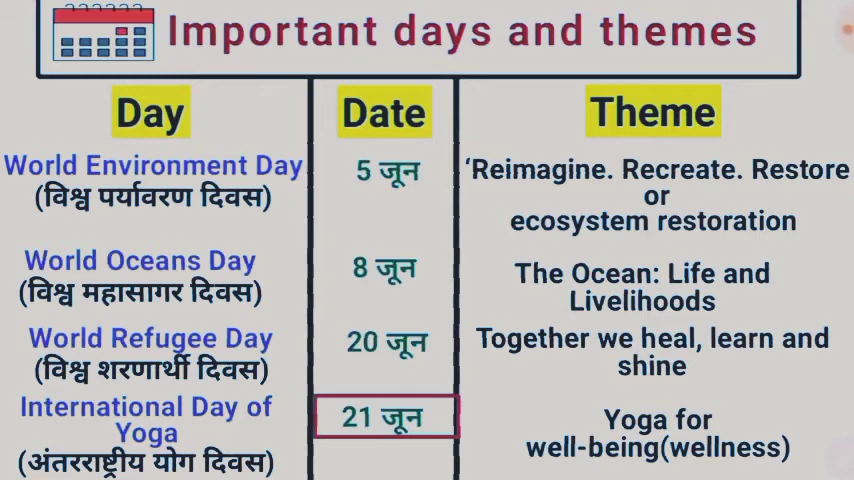 Important days and themes
Day
Date
Theme
World Environment Day
(विश्व पर्यावरण दिवस)
5 जून
‘Reimagine. Recreate. Restore
or
ecosystem restoration
World Oceans Day
(विश्व महासागर दिवस)
8 जून
The Ocean: Life and
Livelihoods
World Refugee Day
(विश्व शरणार्थी दिवस)
20 जून
Together we heal, learn and
shine
International Day of
Yoga
(अंतरराष्ट्रीय योग दिवस)
21 जून
Yoga for
well-being(wellness)